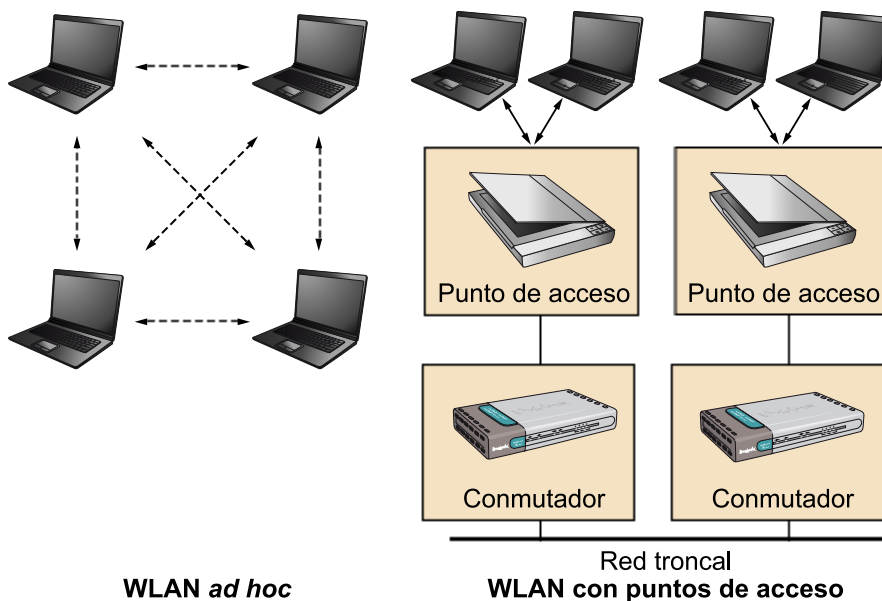 Punto de acceso
Punto de acceso
Conmutador
Conmutador
Red troncal
WLAN ad hoc
WLAN con puntos de acceso